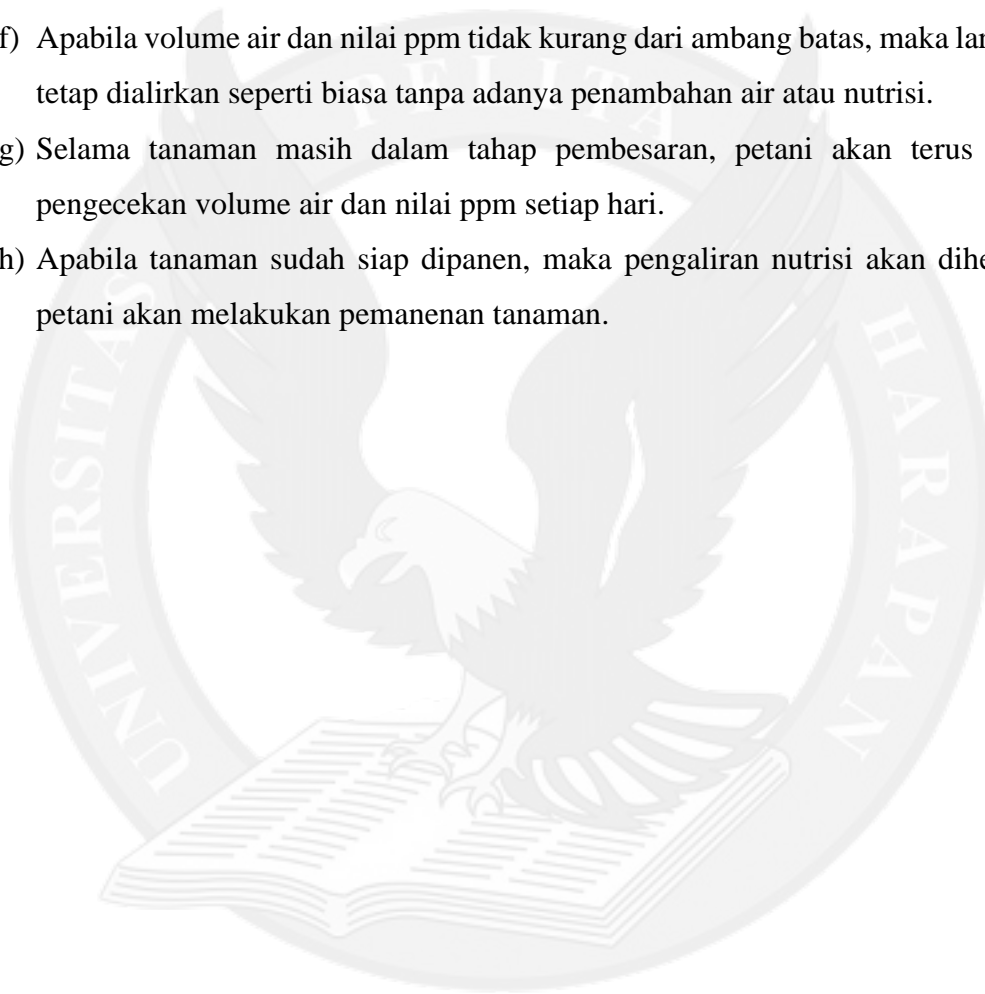 f) Apabila volume air dan nilai ppm tidak kurang dari ambang batas, maka
tetap dialirkan seperti biasa tanpa adanya penambahan air atau nutrisi.
g) Selama tanaman masih dalam tahap pembesaran, petani akan terus
pengecekan volume air dan nilai ppm setiap hari.
h) Apabila tanaman sudah siap dipanen, maka pengaliran nutrisi akan
petani akan melakukan pemanenan tanaman.
UNIVERSITAS PELITA HARAPAN